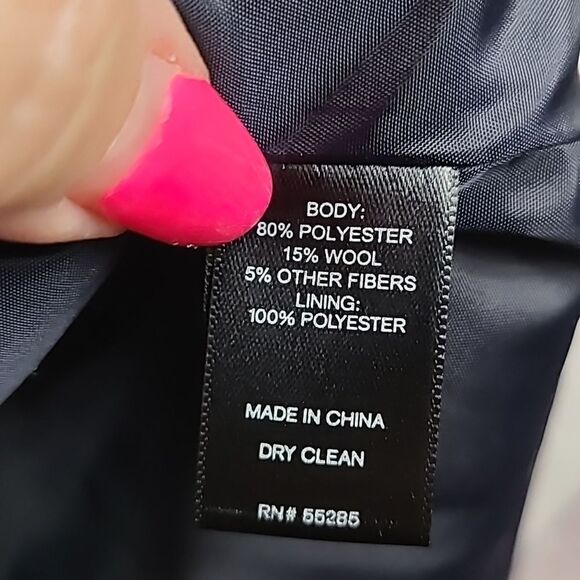 BODY:
80% POLYESTER
15% WOOL
5% OTHER FIBERS
LINING:
100% POLYESTER
MADE IN CHINA
DRY CLEAN
RN# 55285